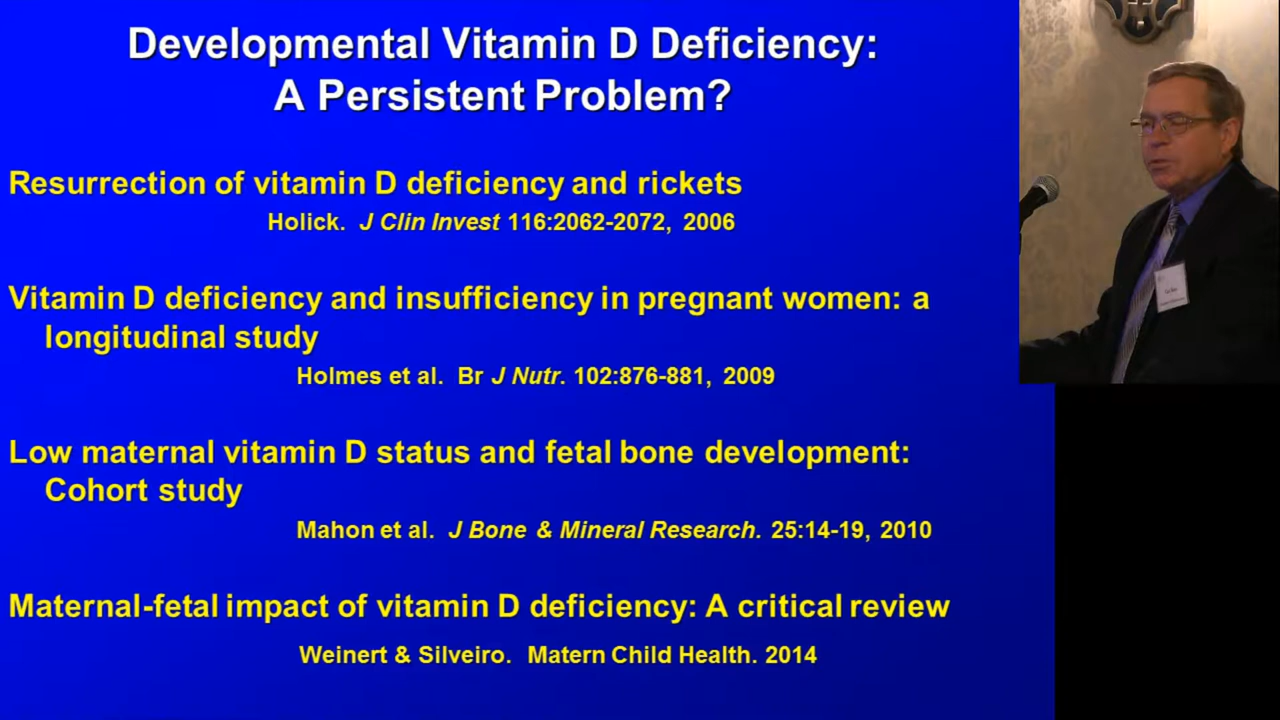 Developmental Vitamin D Deficiency:
A Persistent Problem?
Resurrection of vitamin D deficiency and rickets
Holick. J Clin Invest 116:2062-2072, 2006
Vitamin D deficiency and insufficiency in pregnant women: a
longitudinal study
Holmes et al. Br J Nutr. 102:876-881, 2009
Low maternal vitamin D status and fetal bone development:
Cohort study
Mahon et al. J Bone & Mineral Research. 25:14-19, 2010
Maternal-fetal impact of vitamin D deficiency: A critical review
Weinert & Silveiro. Matern Child Health. 2014